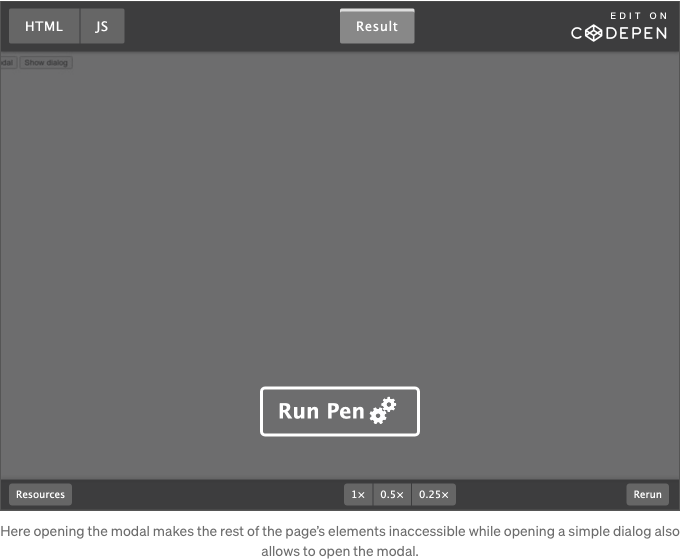 HTML
JS
Result
EDIT ON
CODEPEN
Show dialog
Run Pen
Resources
1×
0.5×
0.25×
Rerun
Here opening the modal makes the rest of the page's elements inaccessible while opening a simple dialog also
allows to open the modal.